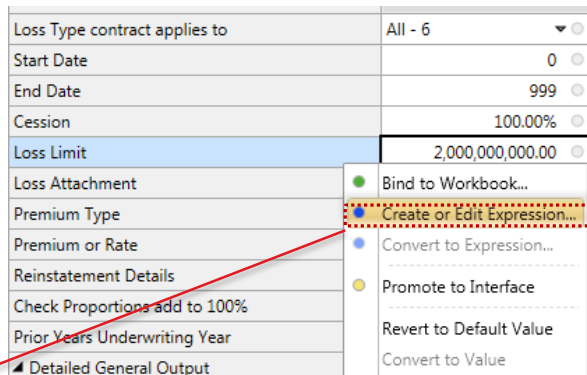 Loss Type contract applies to All - 6
Start Date 0
End Date 999
Cession 100.00%
Loss Limit 2,000,000,000.00
Loss Attachment Bind to Workbook...
Premium Type Create or Edit Expression...
Premium or Rate Convert to Expression...
Reinstatement Details Promote to Interface
Check Proportions add to 100%
Prior Years Underwriting Year Revert to Default Value
Detailed General Output Convert to Value